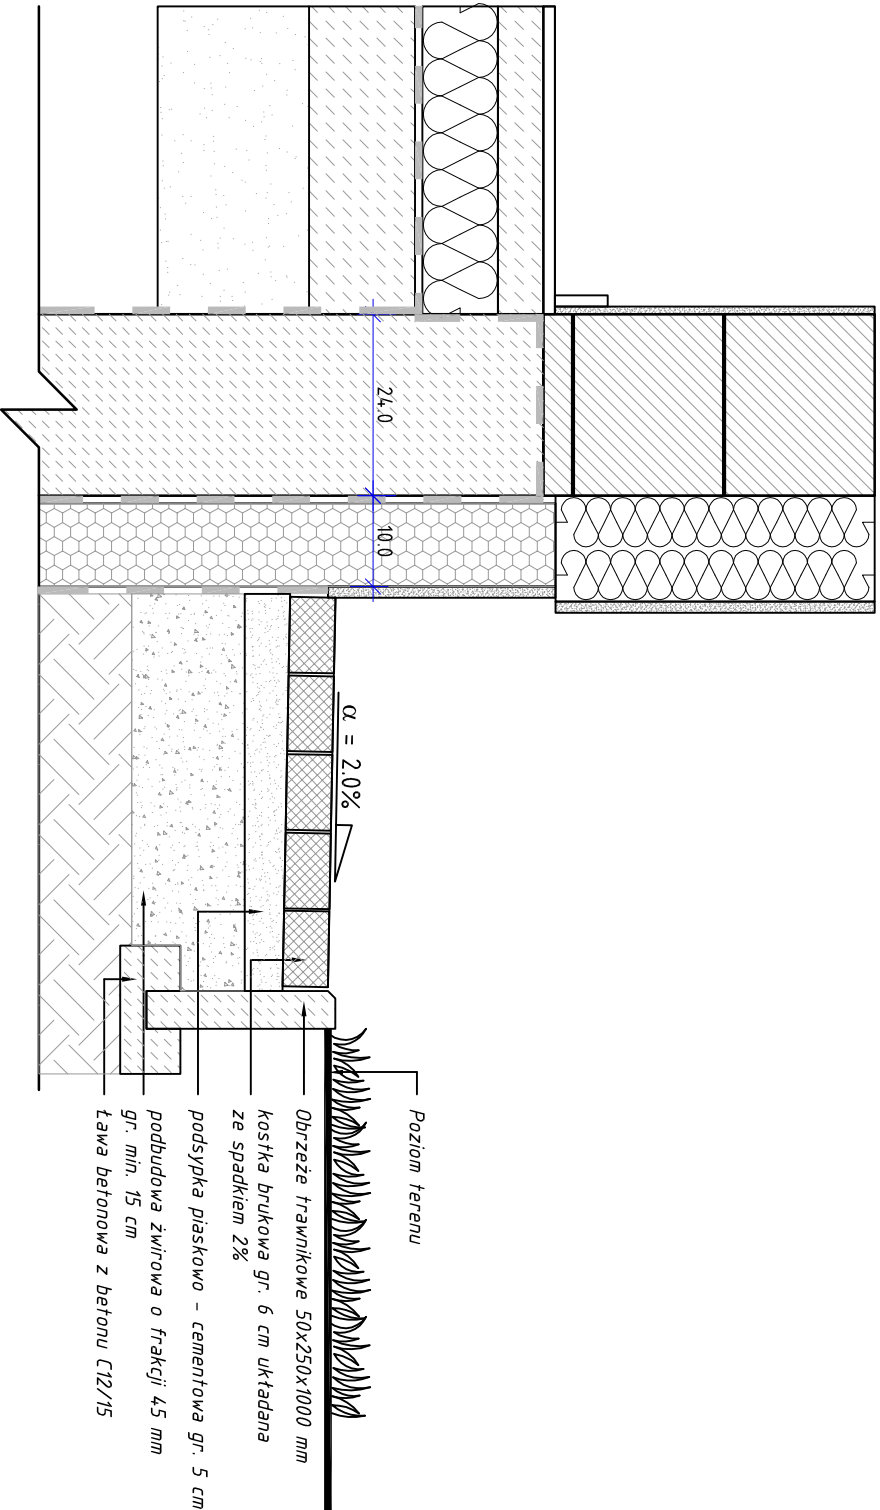 24.0
10.0
α = 2.0%
Poziom terenu
Obrzeże trawnikowe 50x250x1000 mm
kostka brukowa gr. 6 cm układana
ze spadkiem 2%
podsypka piaskowo - cementowa gr. 5 cm
podbudowa żwirowa o frakcji 45 mm
gr. min. 15 cm
Ława betonowa z betonu C12/15